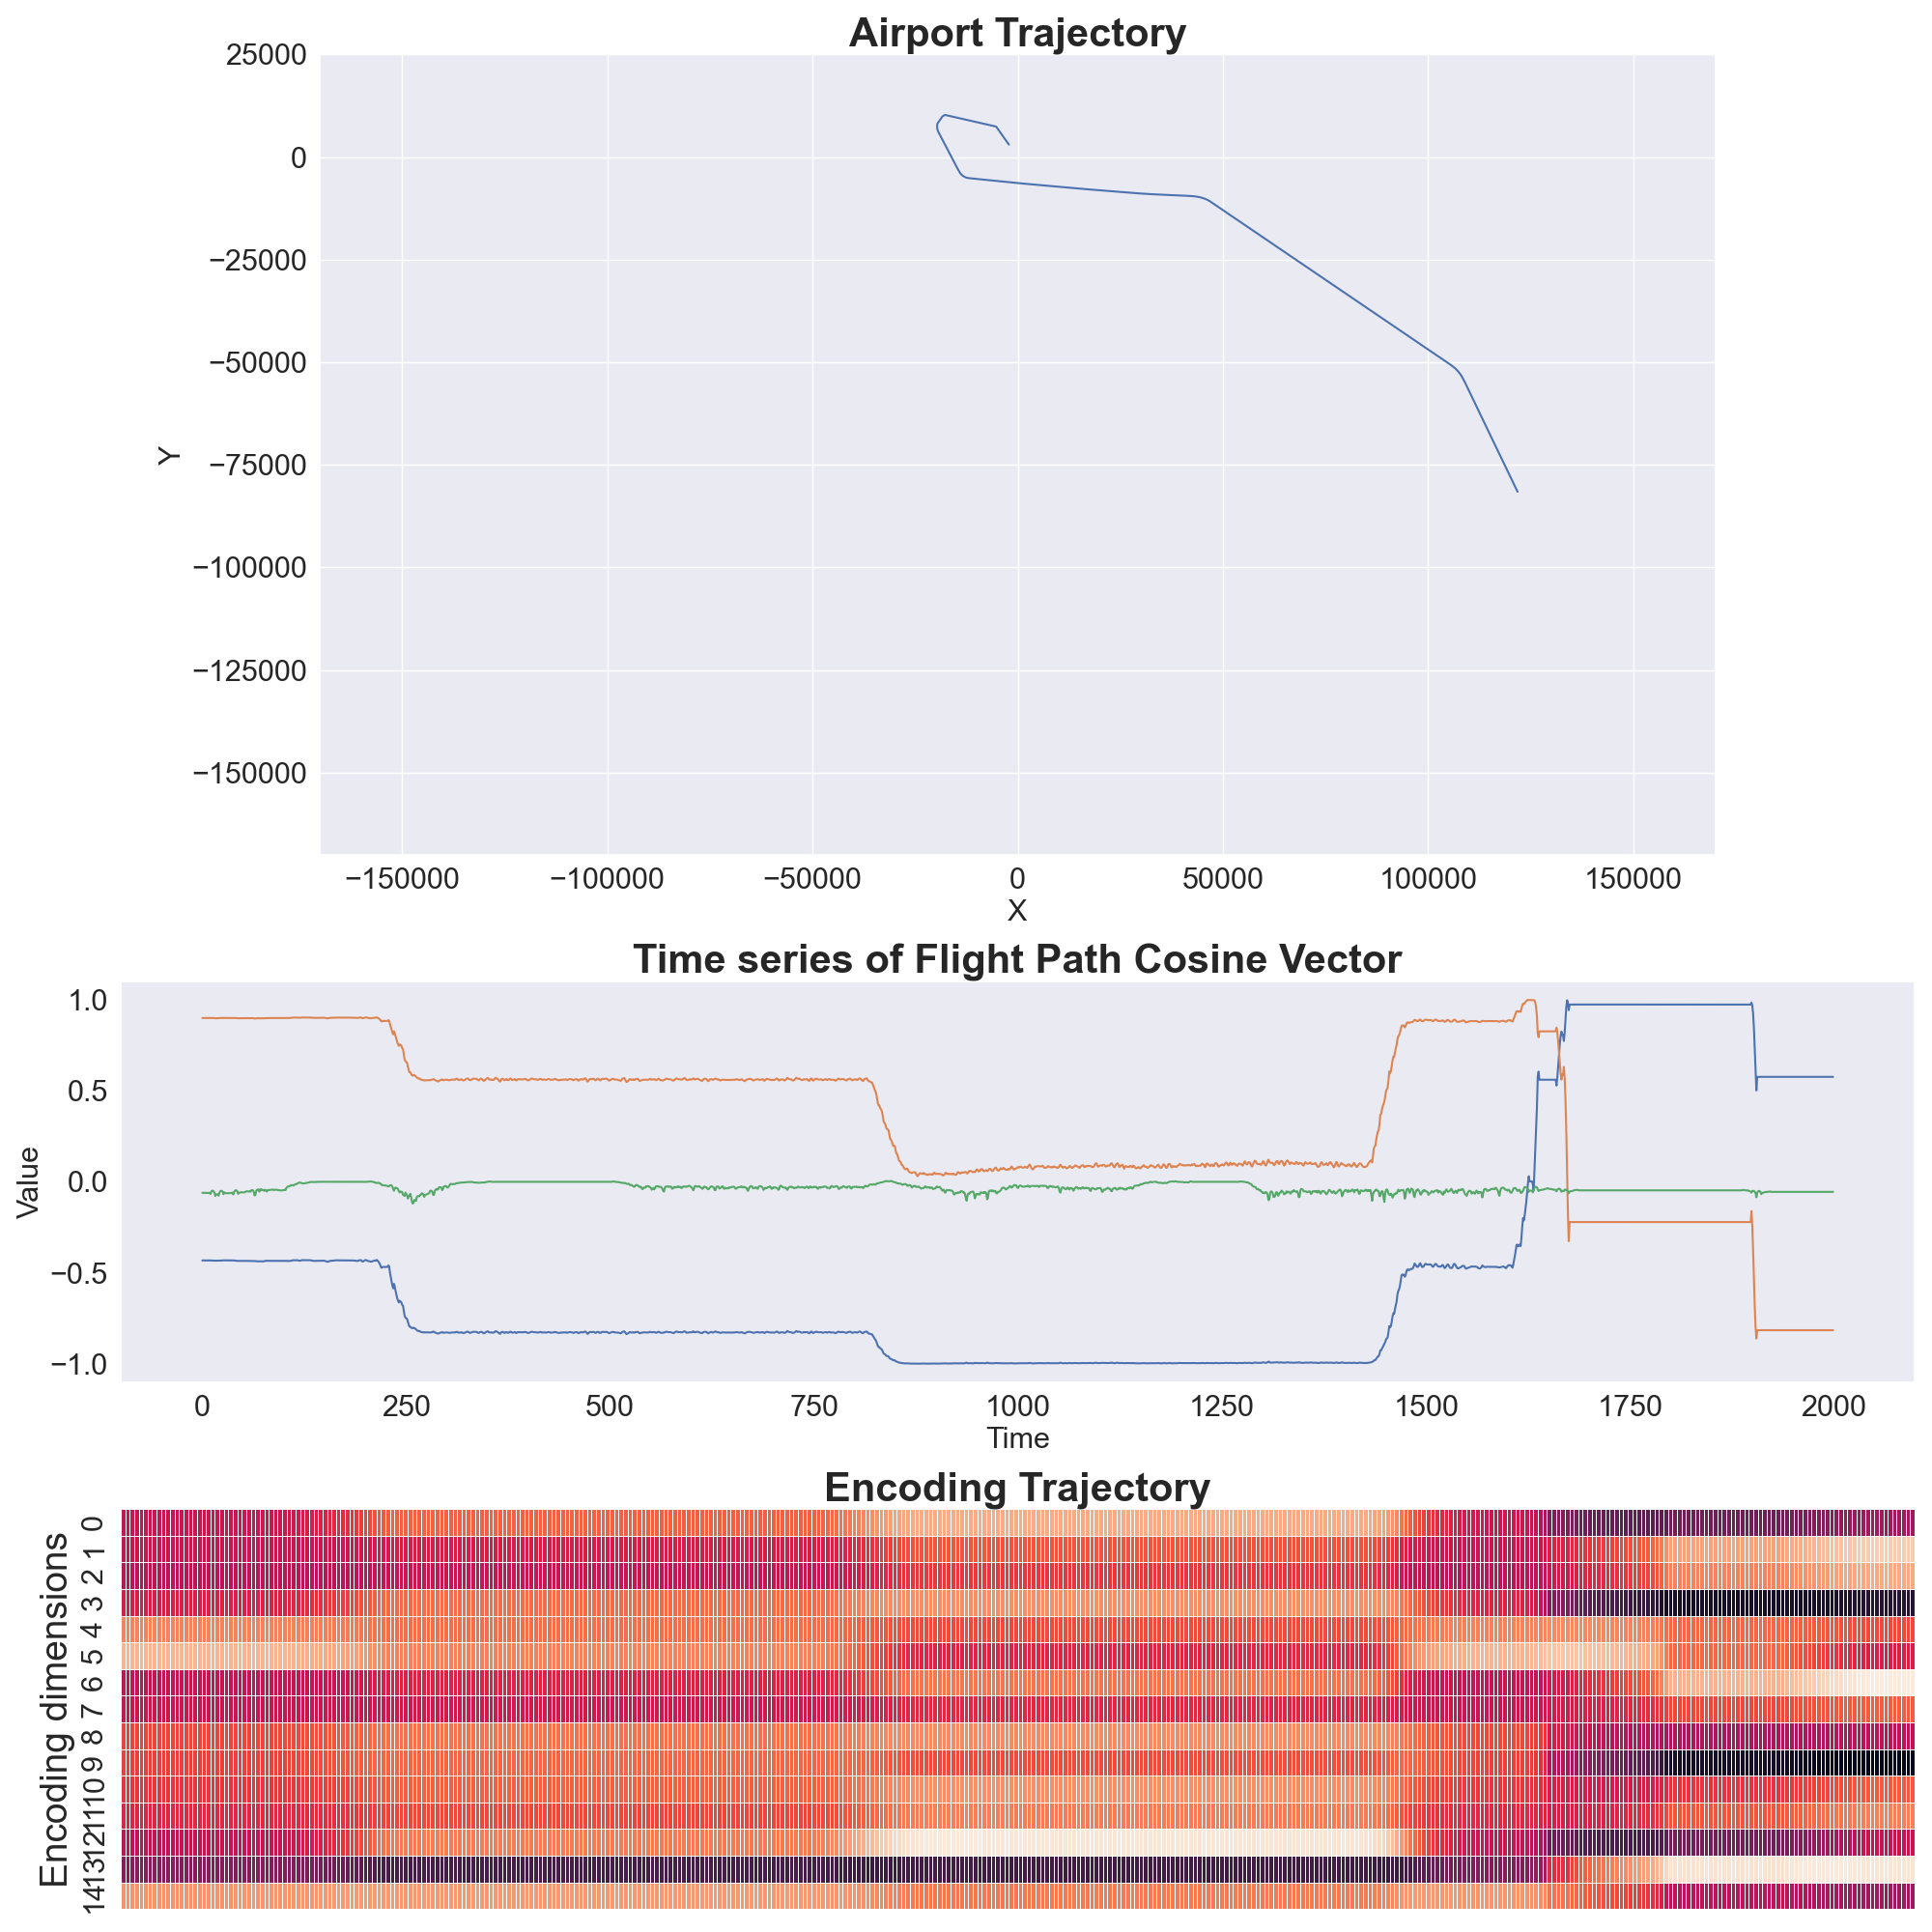 Airport Trajectory
25000
0
−25000
−50000
−75000
−100000
−125000
−150000
Y
−150000 −100000 −50000 0 50000 100000 150000
X
Time series of Flight Path Cosine Vector
1.0
0.5
0.0
−0.5
−1.0
Value
0 250 500 750 1000 1250 1500 1750 2000
Time
Encoding Trajectory
Encoding dimensions
0
1
2
3
4
5
6
7
8
9
10
11
12
13
14